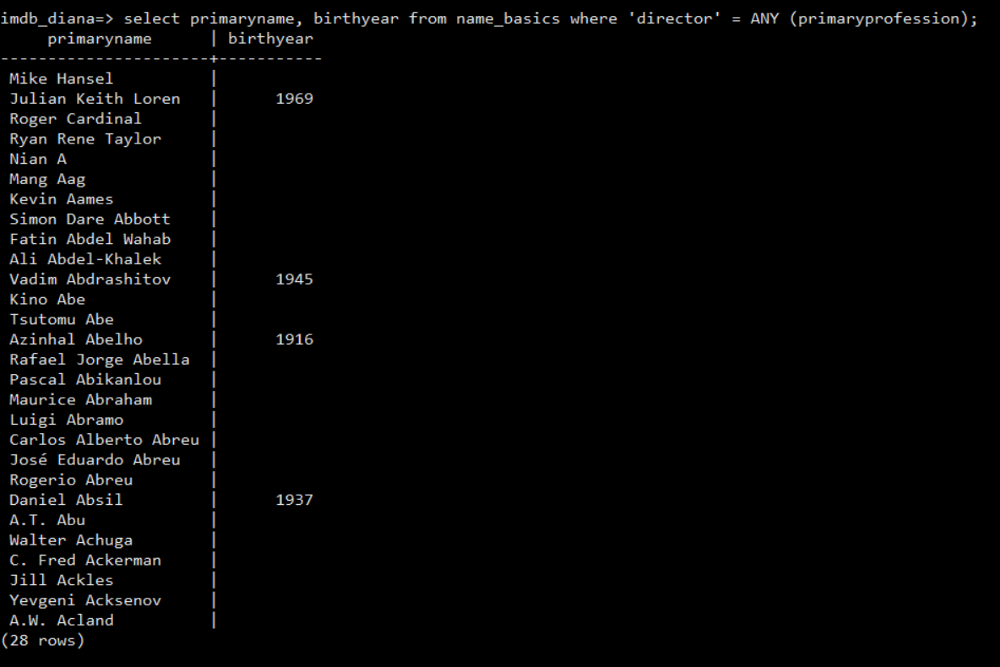 imdb_diana=> select primaryname, birthyear from name_basics where 'director' = ANY (primaryprofession);
     primaryname      | birthyear
----------------------+-----------
 Mike Hansel          |
 Julian Keith Loren   |      1969
 Roger Cardinal       |
 Ryan Rene Taylor     |
 Nian A               |
 Mang Aag             |
 Kevin Aames          |
 Simon Dare Abbott    |
 Fatin Abdel Wahab    |
 Ali Abdel-Khalek     |
 Vadim Abdrashitov    |      1945
 Kino Abe             |
 Tsutomu Abe          |
 Azinhal Abelho       |      1916
 Rafael Jorge Abella  |
 Pascal Abikanlou     |
 Maurice Abraham      |
 Luigi Abramo         |
 Carlos Alberto Abreu |
 José Eduardo Abreu   |
 Rogerio Abreu        |
 Daniel Absil         |      1937
 A.T. Abu             |
 Walter Achuga        |
 C. Fred Ackerman     |
 Jill Ackles          |
 Yevgeni Acksenov     |
 A.W. Acland          |
(28 rows)